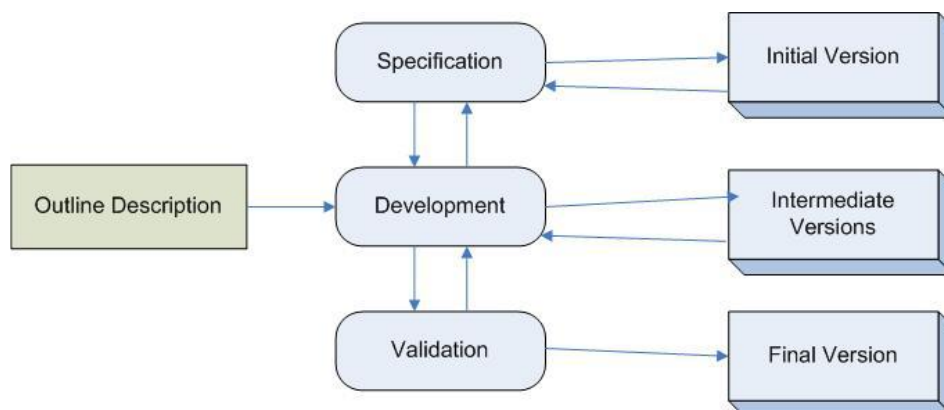 Specification
Initial Version
Outline Description
Development
Intermediate
Versions
Validation
Final Version